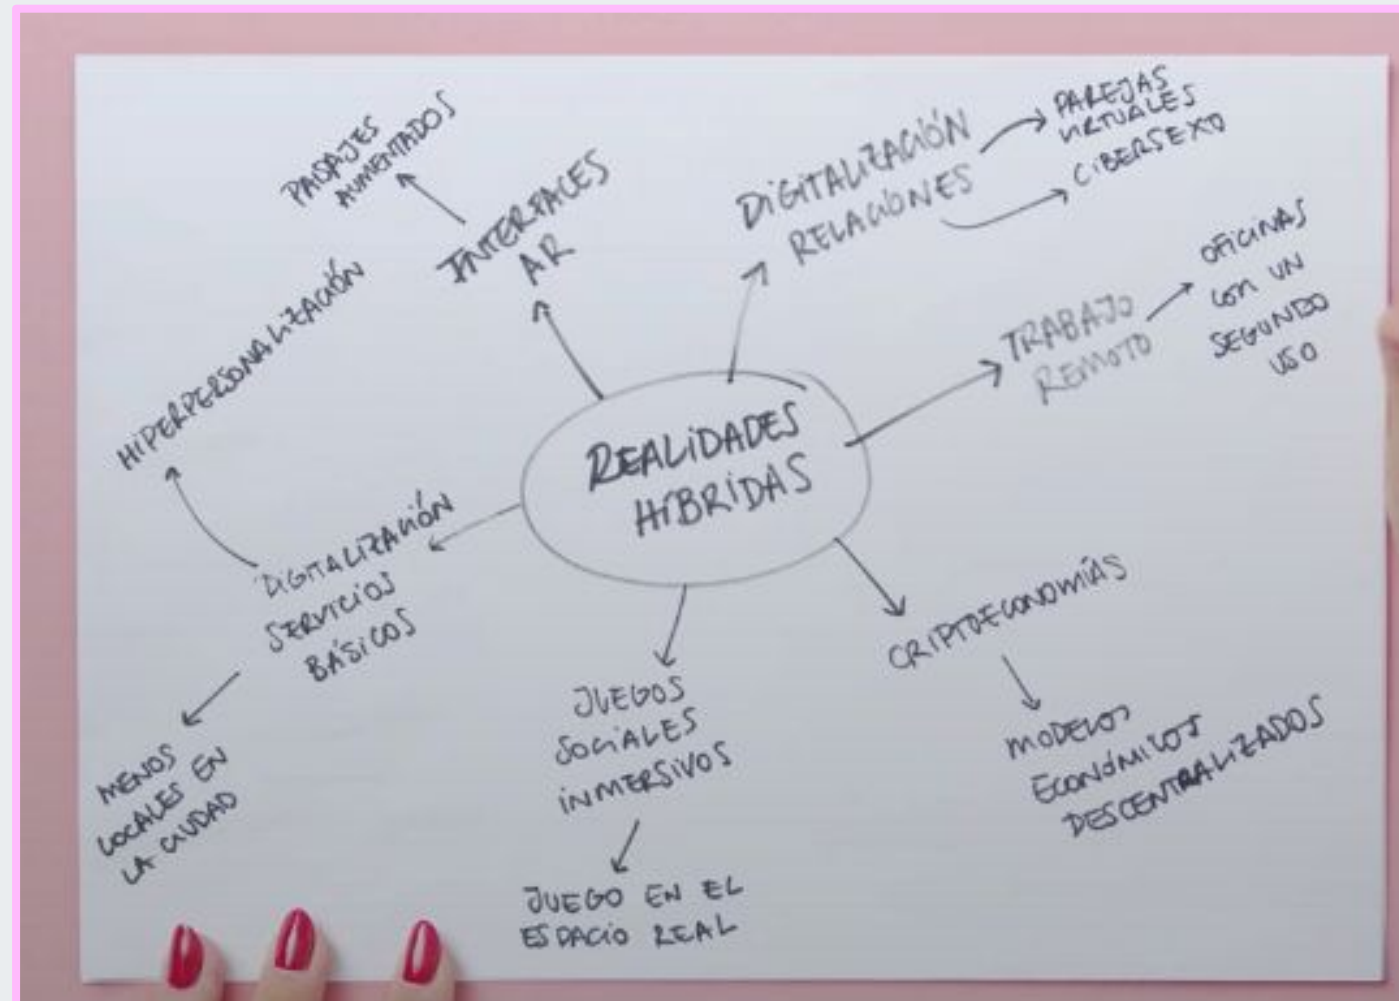 PAISAJES
AUMENTADOS
INTERFACES
AR
DIGITALIZACIÓN
RELACIONES
PAREJAS
VIRTUALES
CIBERSEXO
TRABAJO
REMOTO
OFICINAS
CON UN
SEGUNDO
USO
HIPERPERSONALIZACIÓN
REALIDADES
HÍBRIDAS
DIGITALIZACIÓN
SERVICIOS
BÁSICOS
MENOS
LOCALES EN
LA CIUDAD
JUEGOS
SOCIALES
INMERSIVOS
JUEGO EN EL
ESPACIO REAL
CRIPTOECONOMÍAS
MODELOS
ECONÓMICOS
DESCENTRALIZADOS